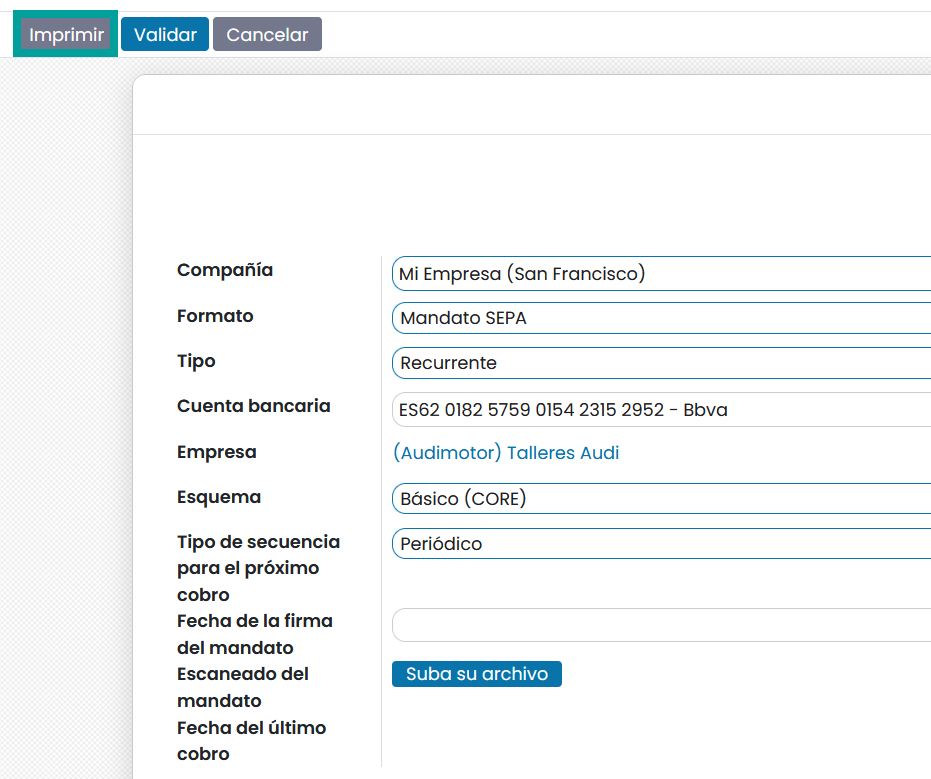 Imprimir Validar Cancelar
Compañía Mi Empresa (San Francisco)
Formato Mandato SEPA
Tipo Recurrente
Cuenta bancaria ES62 0182 5759 0154 2315 2952 - Bbva
Empresa (Audimotor) Talleres Audi
Esquema Básico (CORE)
Tipo de secuencia Periódico
para el próximo
cobro
Fecha de la firma
del mandato
Escaneado del Suba su archivo
mandato
Fecha del último
cobro